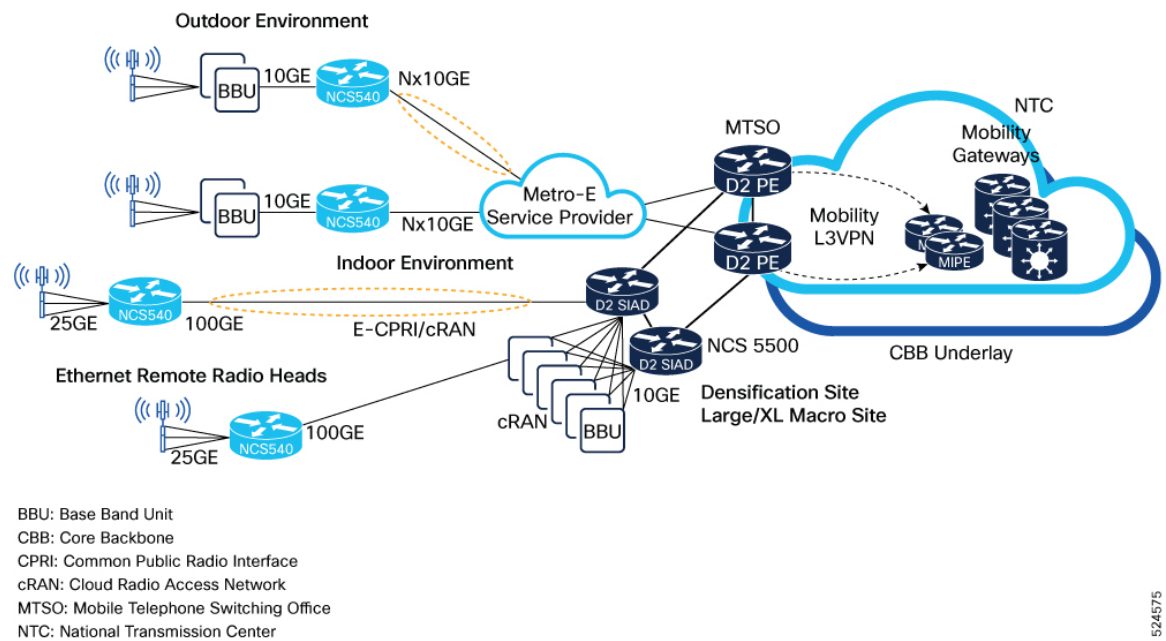 Outdoor Environment
BBU
10GE
NCS540
Nx10GE
BBU
10GE
NCS540
Nx10GE
Metro-E
Service Provider
MTSO
D2 PE
D2 PE
NTC
Mobility
Gateways
Mobility
L3VPN
M
MIPE
CBB Underlay
Indoor Environment
25GE
NCS540
100GE
E-CPRI/cRAN
D2 SIAD
D2 SIAD
NCS 5500
Ethernet Remote Radio Heads
25GE
NCS540
100GE
cRAN
BBU
10GE
Densification Site
Large/XL Macro Site
BBU: Base Band Unit
CBB: Core Backbone
CPRI: Common Public Radio Interface
cRAN: Cloud Radio Access Network
MTSO: Mobile Telephone Switching Office
NTC: National Transmission Center
524575